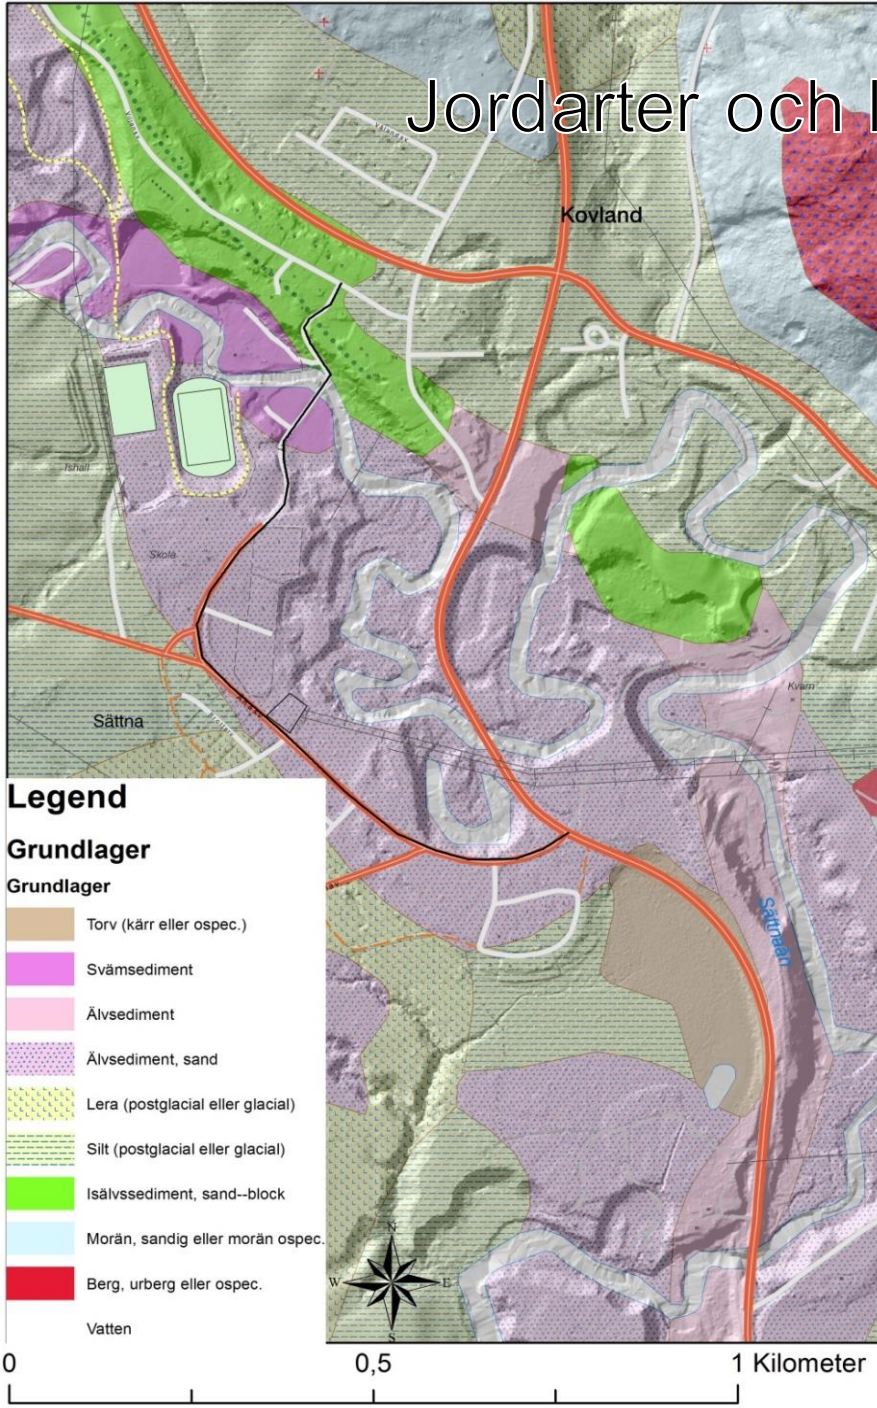 Jordarter och
Kovland
Ishall
Skola
Sättna
Kvarn
Sättnaån
Legend
Grundlager
Grundlager
Torv (kärr eller ospec.)
Svämsediment
Älvsediment
Älvsediment, sand
Lera (postglacial eller glacial)
Silt (postglacial eller glacial)
Isälvssediment, sand--block
Morän, sandig eller morän ospec.
Berg, urberg eller ospec.
Vatten
N
W E
S
0 0,5 1 Kilometer